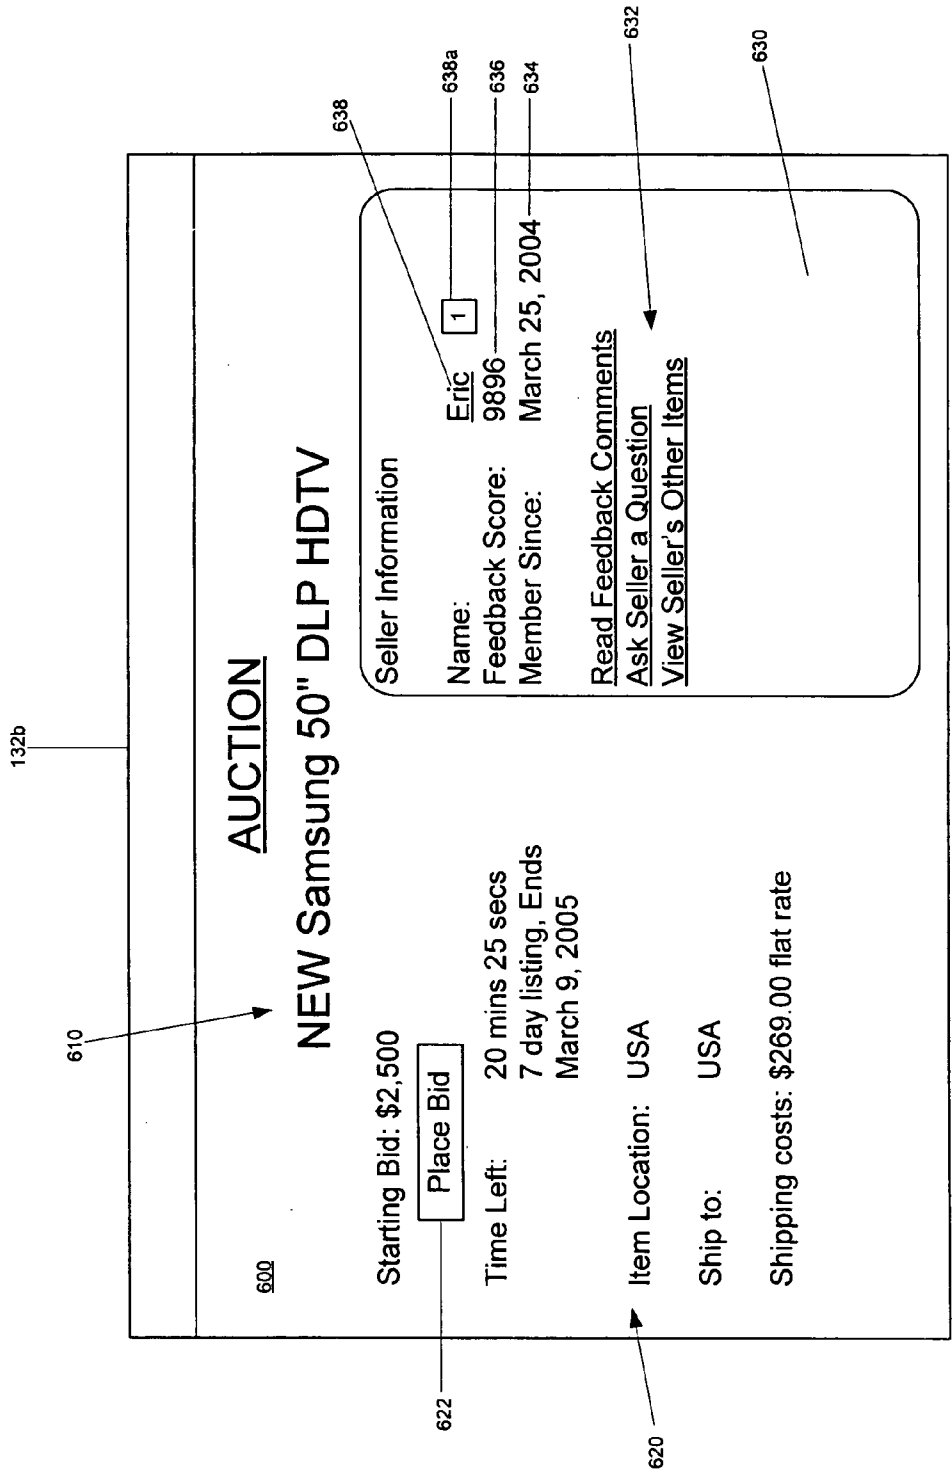 132b
610
600
AUCTION
NEW Samsung 50" DLP HDTV
Starting Bid: $2,500
Place Bid
622
Time Left: 20 mins 25 secs
7 day listing, Ends
March 9, 2005
Item Location: USA
620
Ship to: USA
Shipping costs: $269.00 flat rate
Seller Information
638
Name: Eric 1
638a
Feedback Score: 9896
636
Member Since: March 25, 2004
634
Read Feedback Comments
Ask Seller a Question
View Seller's Other Items
632
630